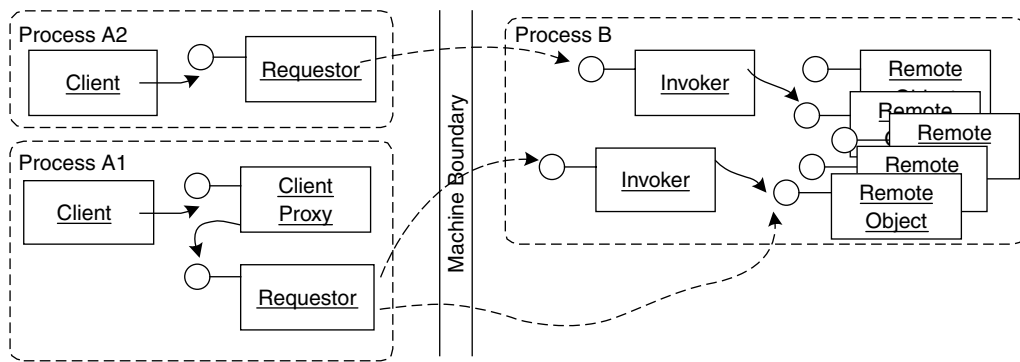 Process A2
Client
Requestor
Process A1
Client
Client
Proxy
Requestor
Machine Boundary
Process B
Invoker
Invoker
Remote
Remote
Remote
Remote
Remote
Object